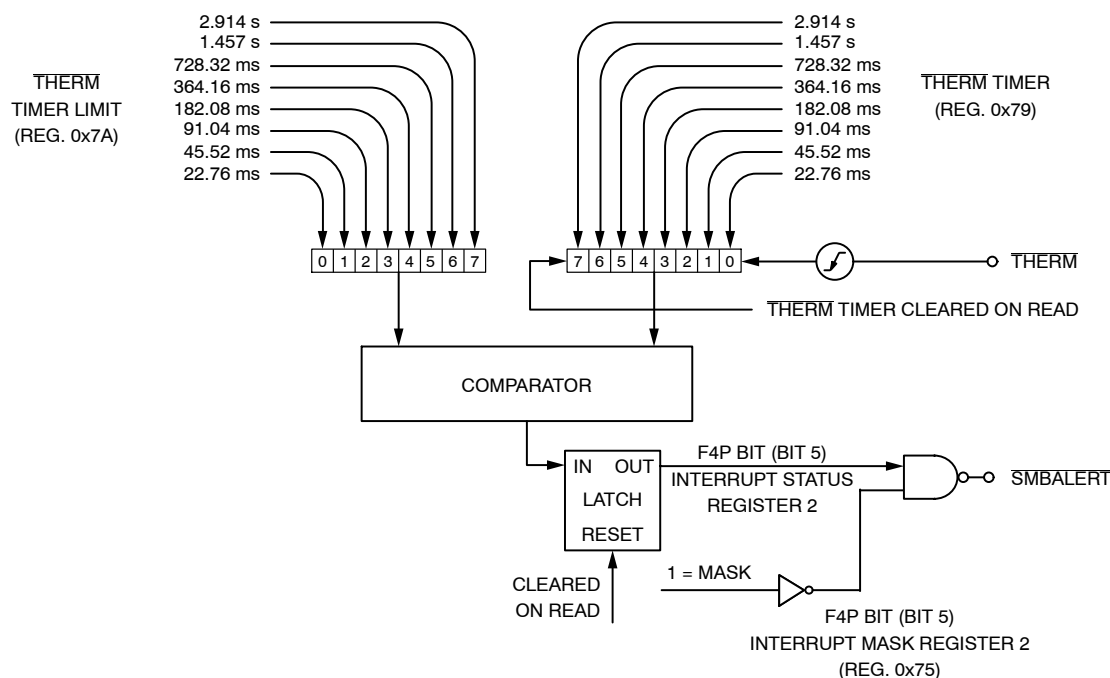 2.914 s
1.457 s
728.32 ms
364.16 ms
182.08 ms
91.04 ms
45.52 ms
22.76 ms
THERM
TIMER LIMIT
(REG. 0x7A)
2.914 s
1.457 s
728.32 ms
364.16 ms
182.08 ms
91.04 ms
45.52 ms
22.76 ms
THERM TIMER
(REG. 0x79)
0 1 2 3 4 5 6 7
7 6 5 4 3 2 1 0
THERM
THERM TIMER CLEARED ON READ
COMPARATOR
IN OUT
LATCH
RESET
F4P BIT (BIT 5)
INTERRUPT STATUS
REGISTER 2
SMBALERT
CLEARED
ON READ
1 = MASK
F4P BIT (BIT 5)
INTERRUPT MASK REGISTER 2
(REG. 0x75)